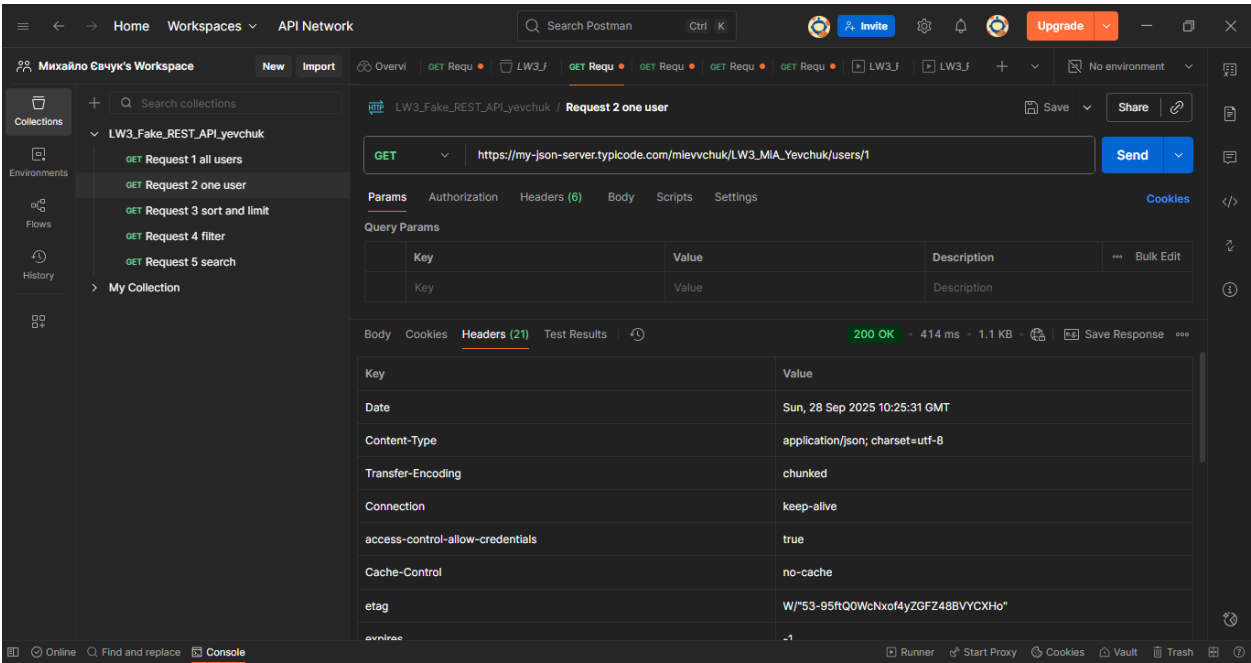 Home Workspaces API Network Search Postman Ctrl K Invite Upgrade
Михайло Євчук's Workspace New Import Overvi GET Requ LW3_F GET Requ GET Requ GET Requ GET Requ LW3_F LW3_F No environment
Collections
Environments
Flows
History
Search collections
LW3_Fake_REST_API_yevchuk
GET Request 1 all users
GET Request 2 one user
GET Request 3 sort and limit
GET Request 4 filter
GET Request 5 search
My Collection
HTTP LW3_Fake_REST_API_yevchuk / Request 2 one user Save Share
GET https://my-json-server.typicode.com/mievvchuk/LW3_MiA_Yevchuk/users/1 Send
Params Authorization Headers (6) Body Scripts Settings Cookies
Query Params
Key Value Description Bulk Edit
Key Value Description
Body Cookies Headers (21) Test Results 200 OK 414 ms 1.1 KB Save Response
Key Value
Date Sun, 28 Sep 2025 10:25:31 GMT
Content-Type application/json; charset=utf-8
Transfer-Encoding chunked
Connection keep-alive
access-control-allow-credentials true
Cache-Control no-cache
etag W/"53-95ftQ0WcNxof4yZGFZ48BVYCXHo"
expires -1
Online Find and replace Console Runner Start Proxy Cookies Vault Trash